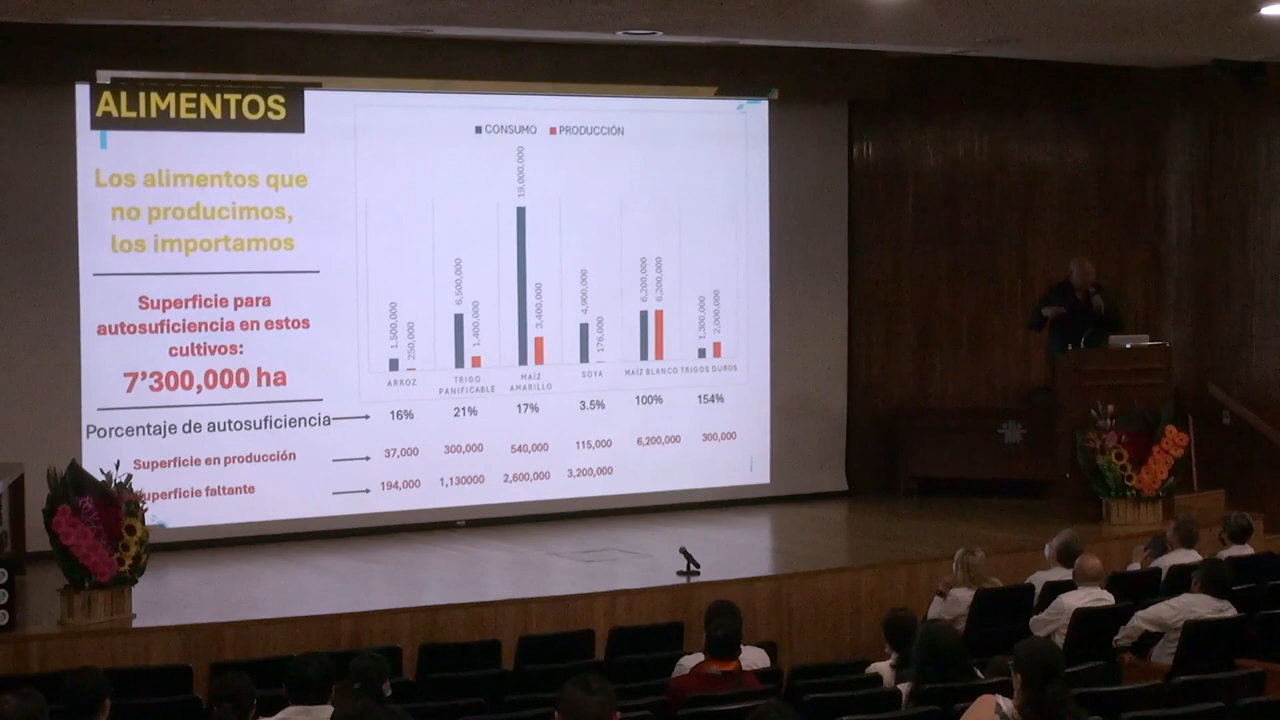 ALIMENTOS
Los alimentos que
no producimos,
los importamos
Superficie para
autosuficiencia en estos
cultivos:
7’300,000 ha
CONSUMO PRODUCCIÓN
1,500,000 250,000 6,500,000 1,400,000 19,000,000 3,400,000 4,900,000 176,000 6,200,000 6,200,000 1,300,000 2,000,000
ARROZ TRIGO PANIFICABLE MAÍZ AMARILLO SOYA MAÍZ BLANCO TRIGOS DUROS
Porcentaje de autosuficiencia 16% 21% 17% 3.5% 100% 154%
Superficie en producción 37,000 300,000 540,000 115,000 6,200,000 300,000
uperficie faltante 194,000 1,130000 2,600,000 3,200,000